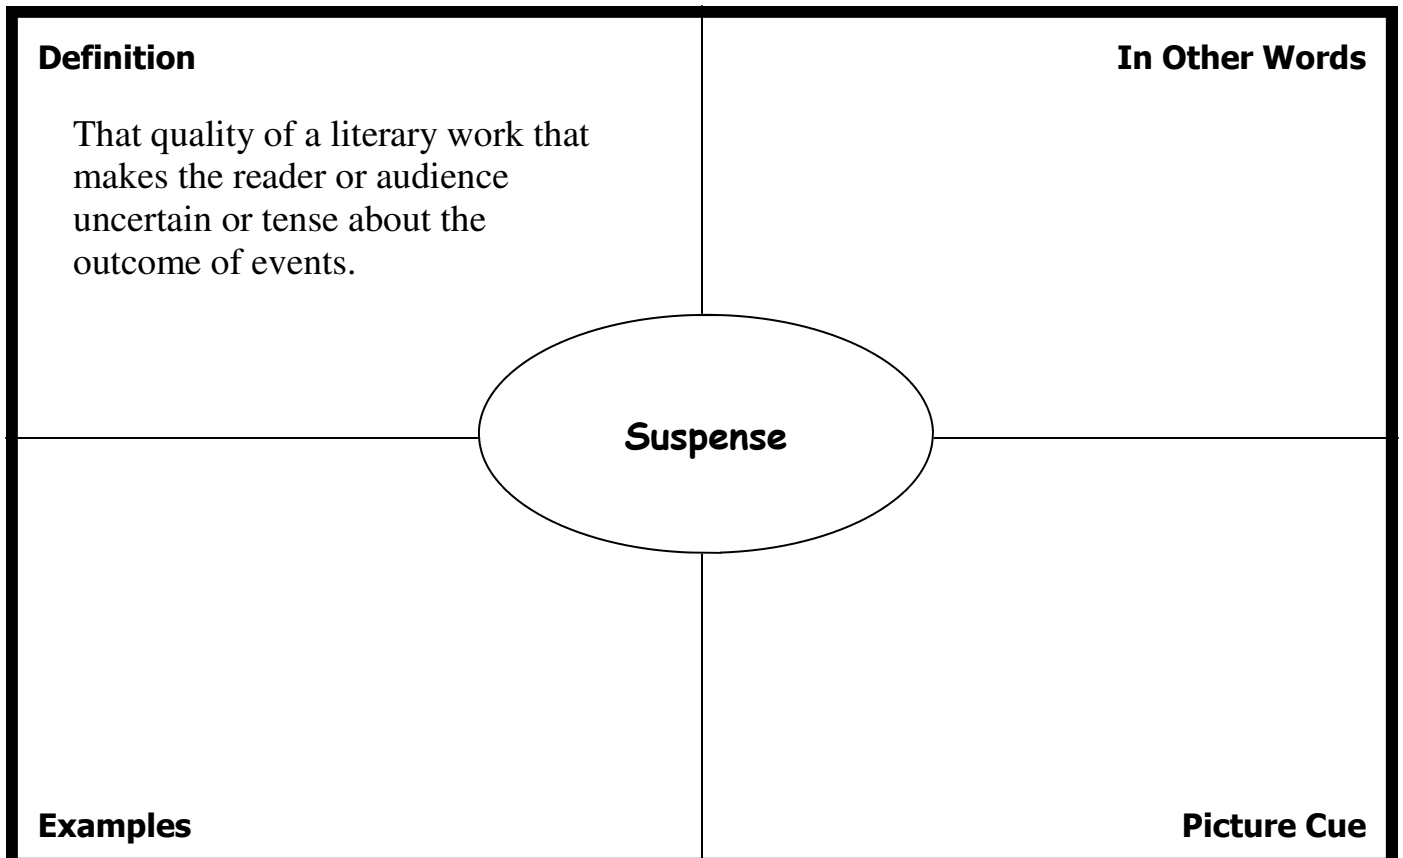 Definition
In Other Words
That quality of a literary work that
makes the reader or audience
uncertain or tense about the
outcome of events.
Suspense
Examples
Picture Cue